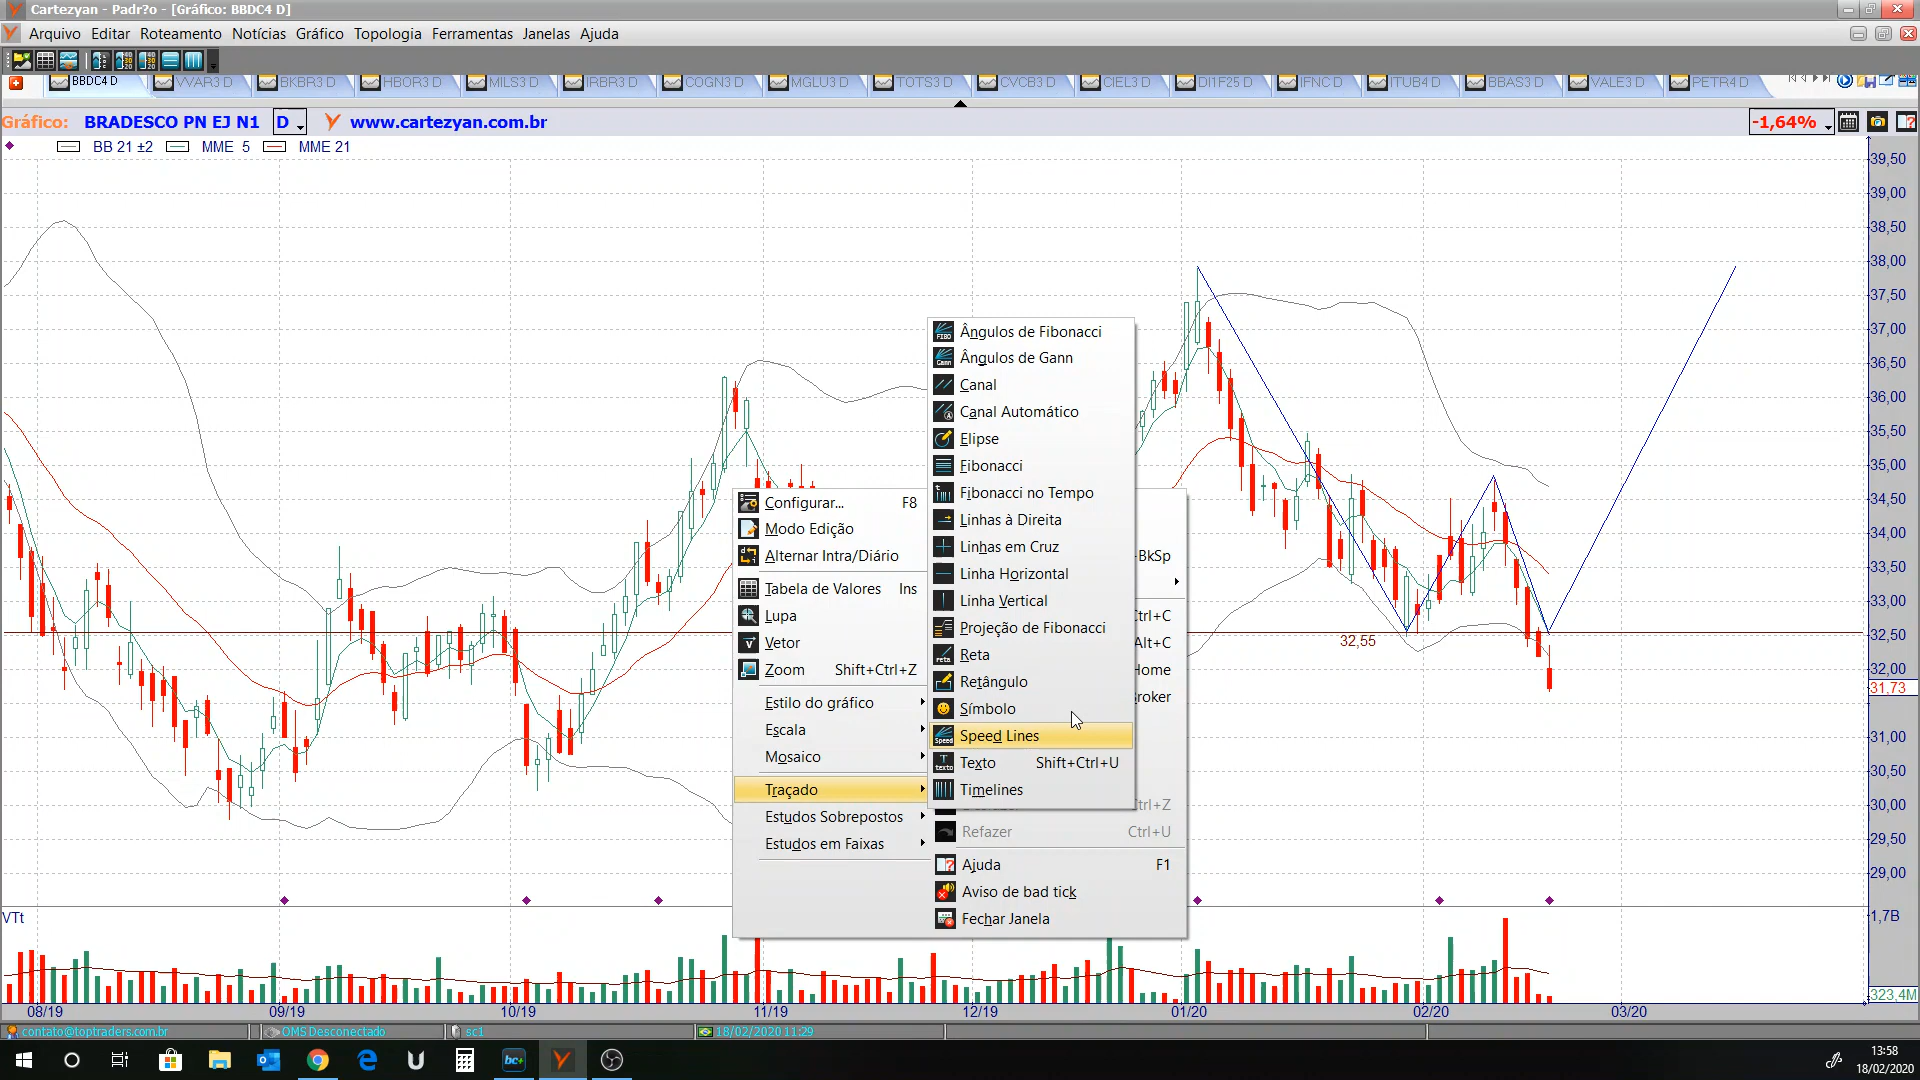 Cartezyan - Padr?o - [Gráfico: BBDC4 D]
Arquivo Editar Roteamento Notícias Gráfico Topologia Ferramentas Janelas Ajuda
BBDC4 D VVAR3 D BKBR3 D HBOR3 D MILS3 D IRBR3 D COGN3 D MGLU3 D TOTS3 D CVCB3 D CIEL3 D DI1F25 D IFNC D ITUB4 D BBAS3 D VALE3 D PETR4 D
Gráfico: BRADESCO PN EJ N1 D www.cartezyan.com.br -1,64%
BB 21 ±2 MME 5 MME 21
39,50
39,00
38,50
38,00
37,50
37,00
36,50
36,00
35,50
35,00
34,50
34,00
33,50
33,00
32,50
32,00
31,73
31,00
30,50
30,00
29,50
29,00
1,7B
323,4M
32,55
Configurar... F8
Modo Edição
Alternar Intra/Diário
Tabela de Valores Ins
Lupa
Vetor
Zoom Shift+Ctrl+Z
Estilo do gráfico
Escala
Mosaico
Traçado
Estudos Sobrepostos
Estudos em Faixas
Ângulos de Fibonacci
Ângulos de Gann
Canal
Canal Automático
Elipse
Fibonacci
Fibonacci no Tempo
Linhas à Direita
Linhas em Cruz
Linha Horizontal
Linha Vertical
Projeção de Fibonacci
Reta
Retângulo
Símbolo
Speed Lines
Texto Shift+Ctrl+U
Timelines
-BkSp
Ctrl+C
Alt+C
Home
Broker
Ctrl+Z
Refazer Ctrl+U
Ajuda F1
Aviso de bad tick
Fechar Janela
VTt
08/19 09/19 10/19 11/19 12/19 01/20 02/20 03/20
contato@toptraders.com.br OMS Desconectado sc1 18/02/2020 11:29
13:58
18/02/2020